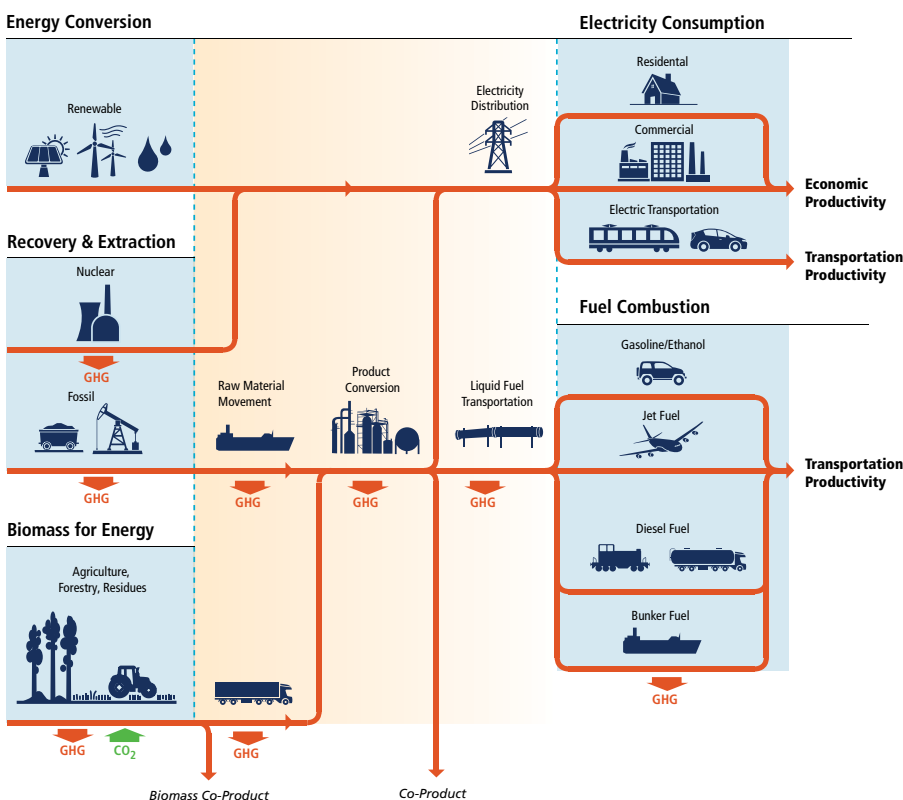 Energy Conversion
Electricity Consumption
Renewable
Electricity
Distribution
Residental
Commercial
Economic
Productivity
Electric Transportation
Transportation
Productivity
Recovery & Extraction
Nuclear
GHG
Fuel Combustion
Gasoline/Ethanol
Fossil
Raw Material
Movement
Product
Conversion
Liquid Fuel
Transportation
Jet Fuel
Transportation
Productivity
GHG
GHG
GHG
GHG
Biomass for Energy
Agriculture,
Forestry, Residues
Diesel Fuel
Bunker Fuel
GHG
GHG
CO2
GHG
Biomass Co-Product
Co-Product